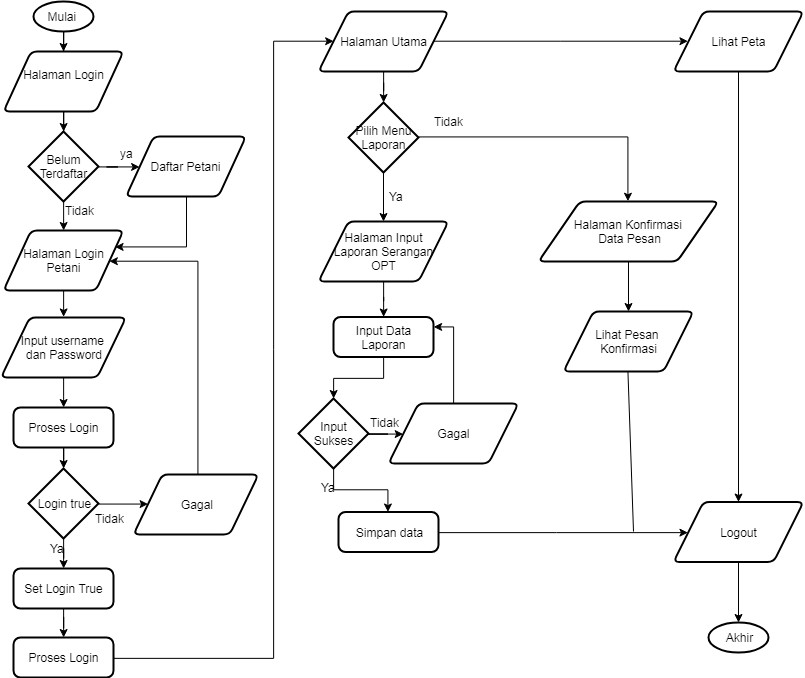 Mulai
Halaman Login
Belum
Terdaftar
ya
Daftar Petani
Tidak
Halaman Login
Petani
Input username
dan Password
Proses Login
Login true
Tidak
Gagal
Ya
Set Login True
Proses Login
Halaman Utama
Pilih Menu
Laporan
Tidak
Ya
Halaman Input
Laporan Serangan
OPT
Input Data
Laporan
Input
Sukses
Tidak
Gagal
Ya
Simpan data
Halaman Konfirmasi
Data Pesan
Lihat Pesan
Konfirmasi
Lihat Peta
Logout
Akhir